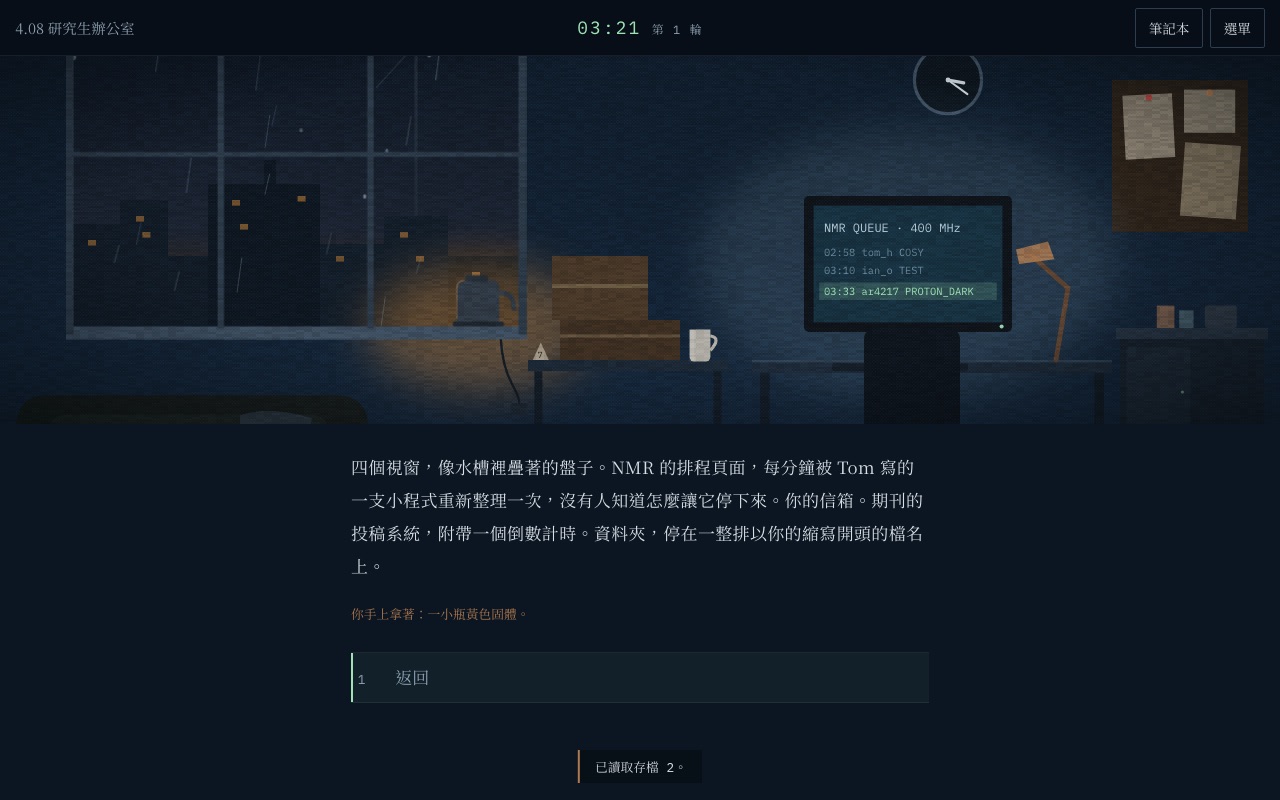 4.08 研究生辦公室
03:21 第 1 輪
筆記本
選單
NMR QUEUE · 400 MHz
02:58 tom_h COSY
03:10 ian_o TEST
03:33 ar4217 PROTON_DARK
7
四個視窗，像水槽裡疊著的盤子。NMR 的排程頁面，每分鐘被 Tom 寫的
一支小程式重新整理一次，沒有人知道怎麼讓它停下來。你的信箱。期刊的
投稿系統，附帶一個倒數計時。資料夾，停在一整排以你的縮寫開頭的檔名
上。
你手上拿著：一小瓶黃色固體。
1 返回
已讀取存檔 2。